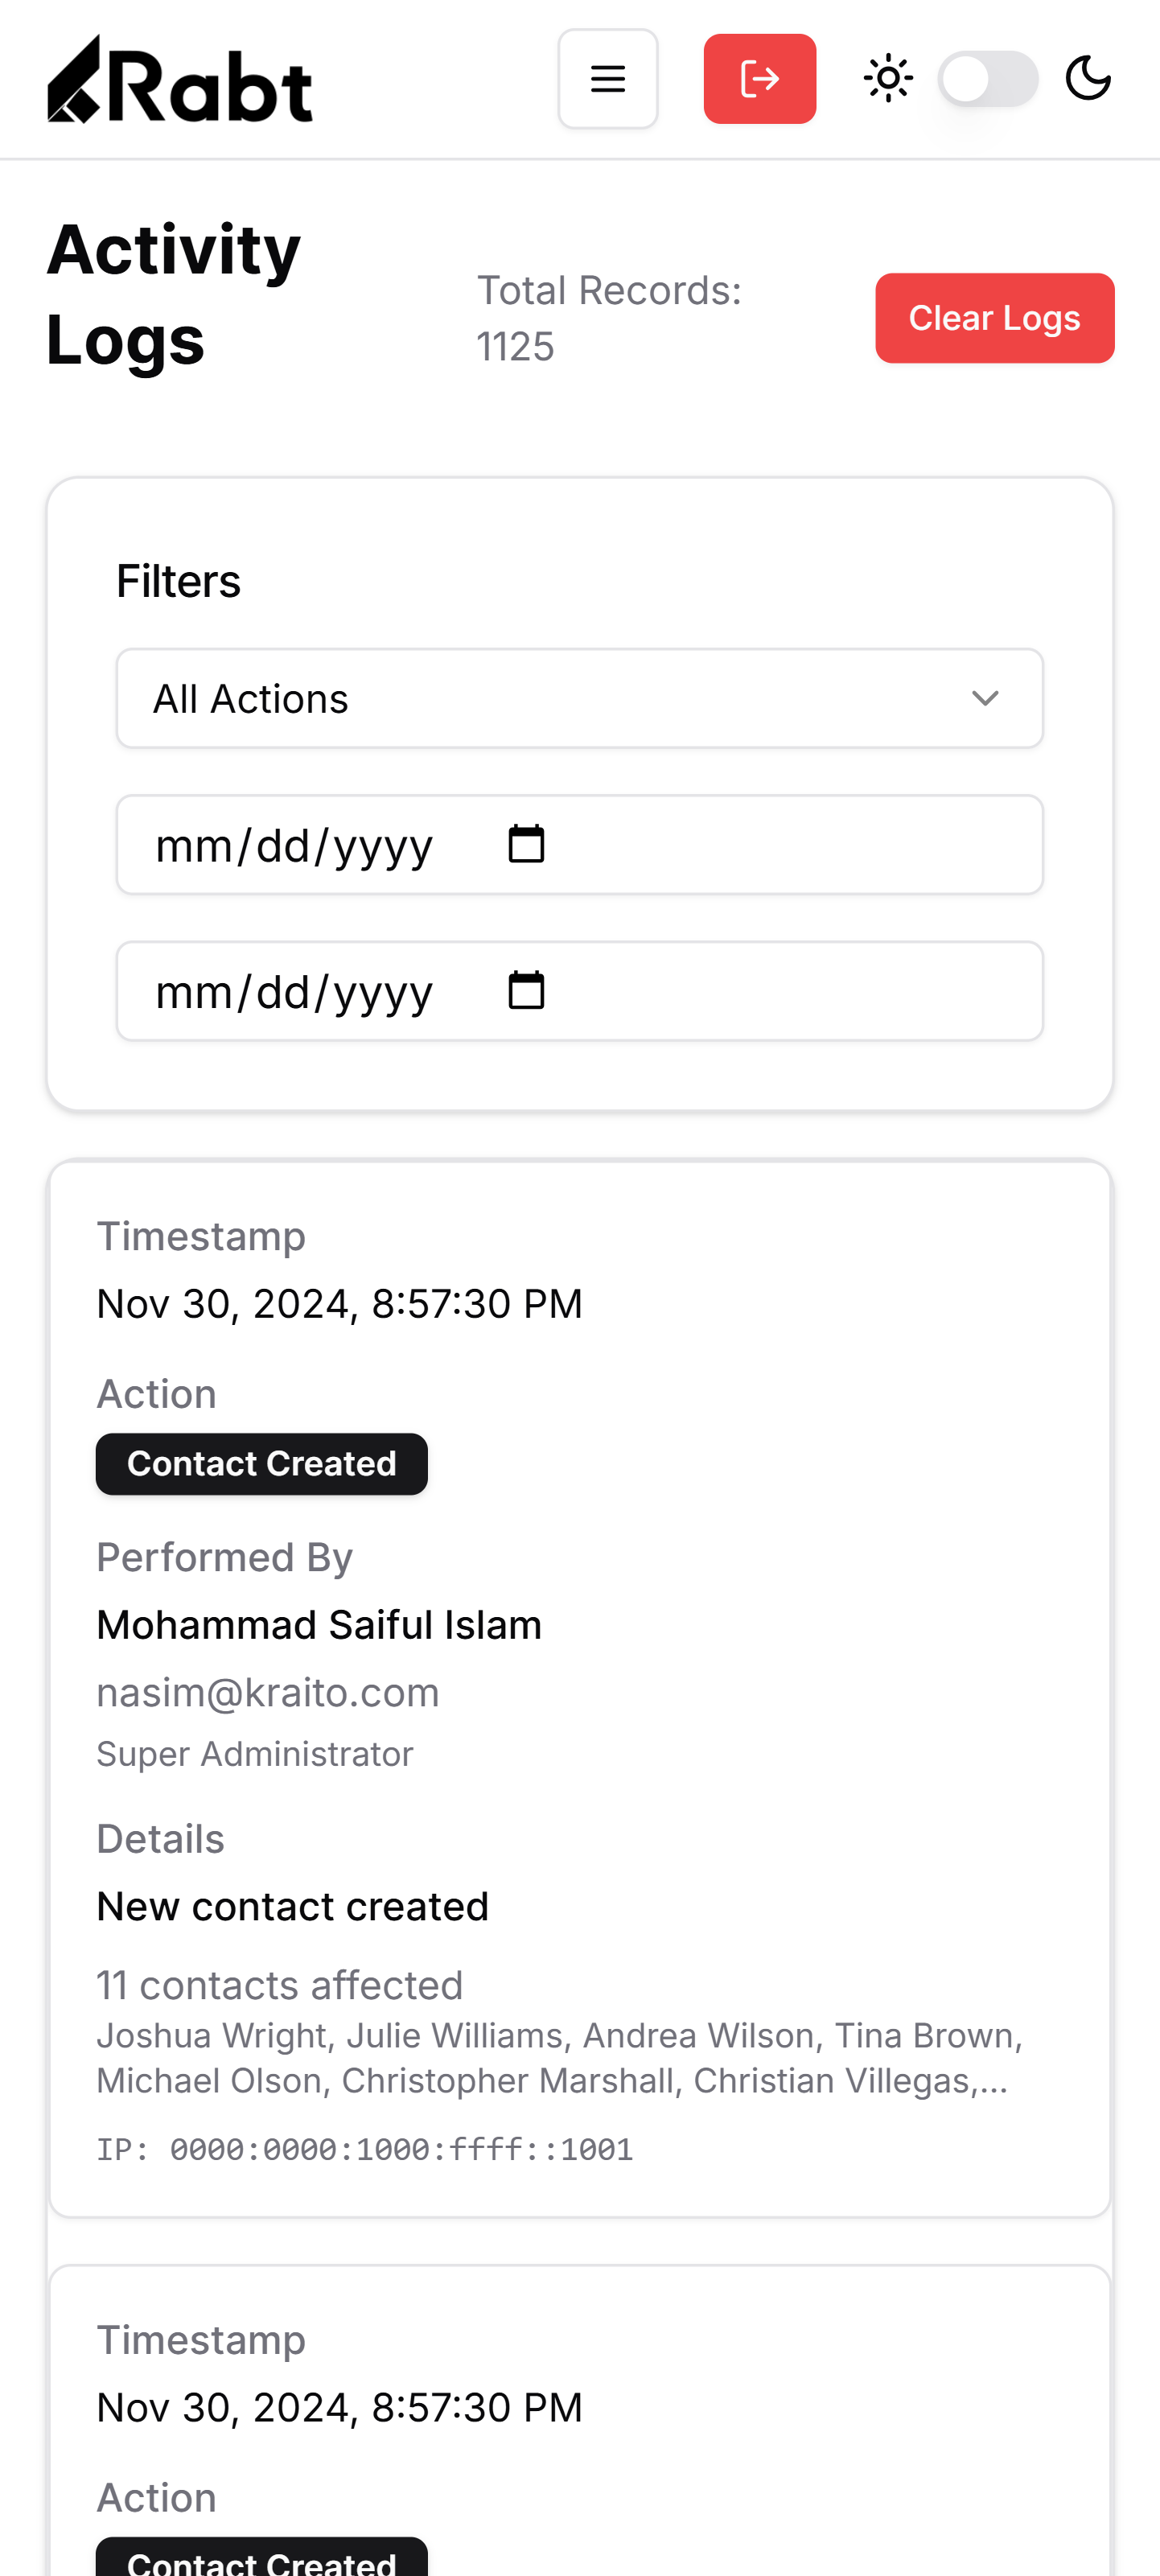 Rabt
Activity
Logs
Total Records:
1125
Clear Logs
Filters
All Actions
mm/dd/yyyy
mm/dd/yyyy
Timestamp
Nov 30, 2024, 8:57:30 PM
Action
Contact Created
Performed By
Mohammad Saiful Islam
nasim@kraito.com
Super Administrator
Details
New contact created
11 contacts affected
Joshua Wright, Julie Williams, Andrea Wilson, Tina Brown,
Michael Olson, Christopher Marshall, Christian Villegas,...
IP: 0000:0000:1000:ffff::1001
Timestamp
Nov 30, 2024, 8:57:30 PM
Action
Contact Created